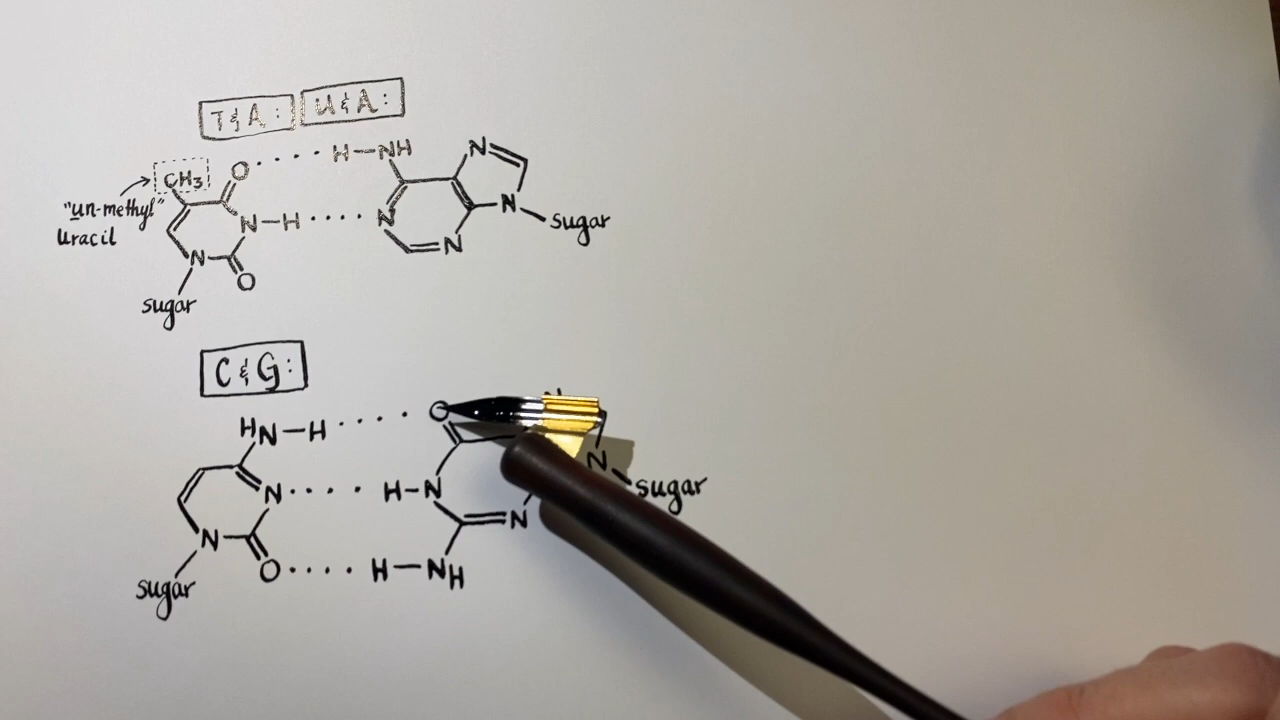 T & A : U & A :
CH₃ O · · · · H—NH N
"un-methyl" N—H · · · · N N sugar
Uracil
N O N
sugar
C & G :
HN—H · · · · O
N · · · · H—N N sugar
N N
O · · · · H—NH
sugar